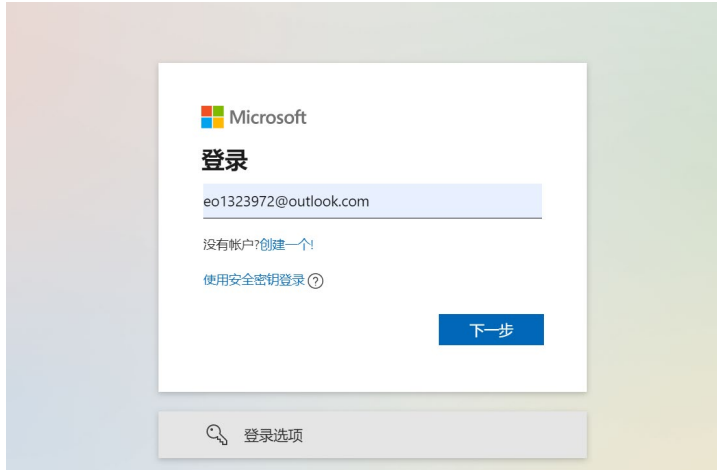 Microsoft
登录
eo1323972@outlook.com
没有帐户?创建一个!
使用安全密钥登录 ?
下一步
登录选项